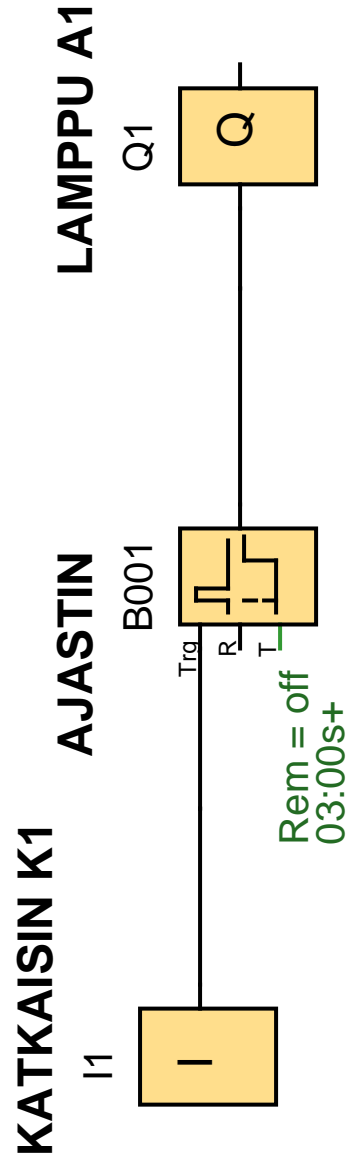 KATKAISIN K1
I1
I
AJASTIN
B001
Trg
R
T
Rem = off
03:00s+
LAMPPU A1
Q1
Q